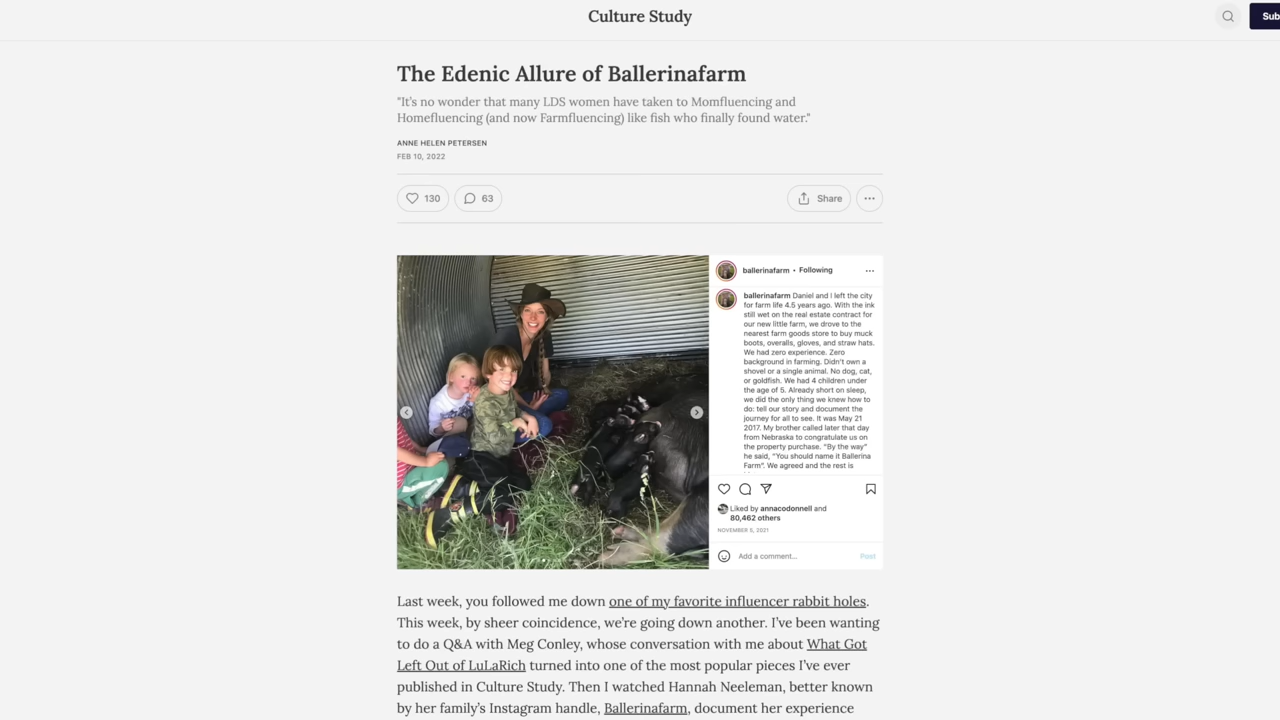 Culture Study
Sub
The Edenic Allure of Ballerinafarm
"It's no wonder that many LDS women have taken to Momfluencing and
Homefluencing (and now Farmfluencing) like fish who finally found water."
ANNE HELEN PETERSEN
FEB 10, 2022
130
63
Share
ballerinafarm • Following
ballerinafarm Daniel and I left the city
for farm life 4.5 years ago. With the ink
still wet on the real estate contract for
our new little farm, we drove to the
nearest farm goods store to buy muck
boots, overalls, gloves, and straw hats.
We had zero experience. Zero
background in farming. Didn't own a
shovel or a single animal. No dog, cat,
or goldfish. We had 4 children under
the age of 5. Already short on sleep,
we did the only thing we knew how to
do: tell our story and document the
journey for all to see. It was May 21
2017. My brother called later that day
from Nebraska to congratulate us on
the property purchase. "By the way"
he said, "You should name it Ballerina
Farm". We agreed and the rest is
Liked by annacodonnell and
80,462 others
NOVEMBER 5, 2021
Add a comment...
Post
Last week, you followed me down one of my favorite influencer rabbit holes.
This week, by sheer coincidence, we're going down another. I've been wanting
to do a Q&A with Meg Conley, whose conversation with me about What Got
Left Out of LuLaRich turned into one of the most popular pieces I've ever
published in Culture Study. Then I watched Hannah Neeleman, better known
by her family's Instagram handle, Ballerinafarm, document her experience